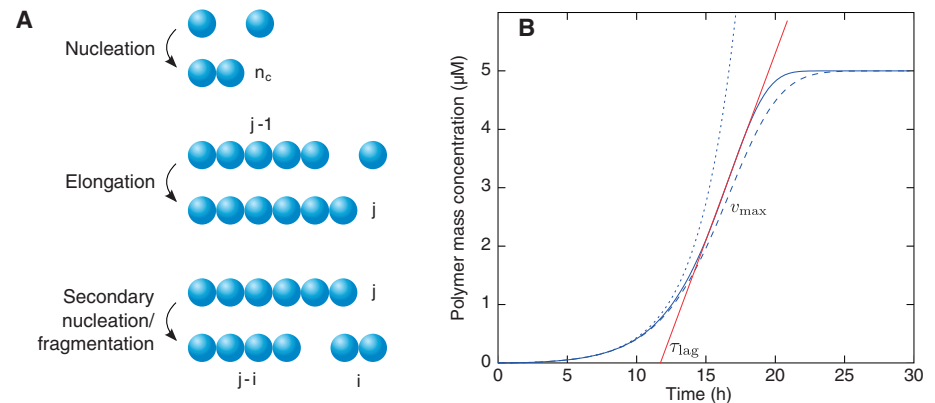 A
Nucleation
n_c
j -1
Elongation
j
Secondary
nucleation/
fragmentation
j
j - i
i
B
Polymer mass concentration (µM)
5
4
3
2
1
0
v_max
τ_lag
0 5 10 15 20 25 30
Time (h)